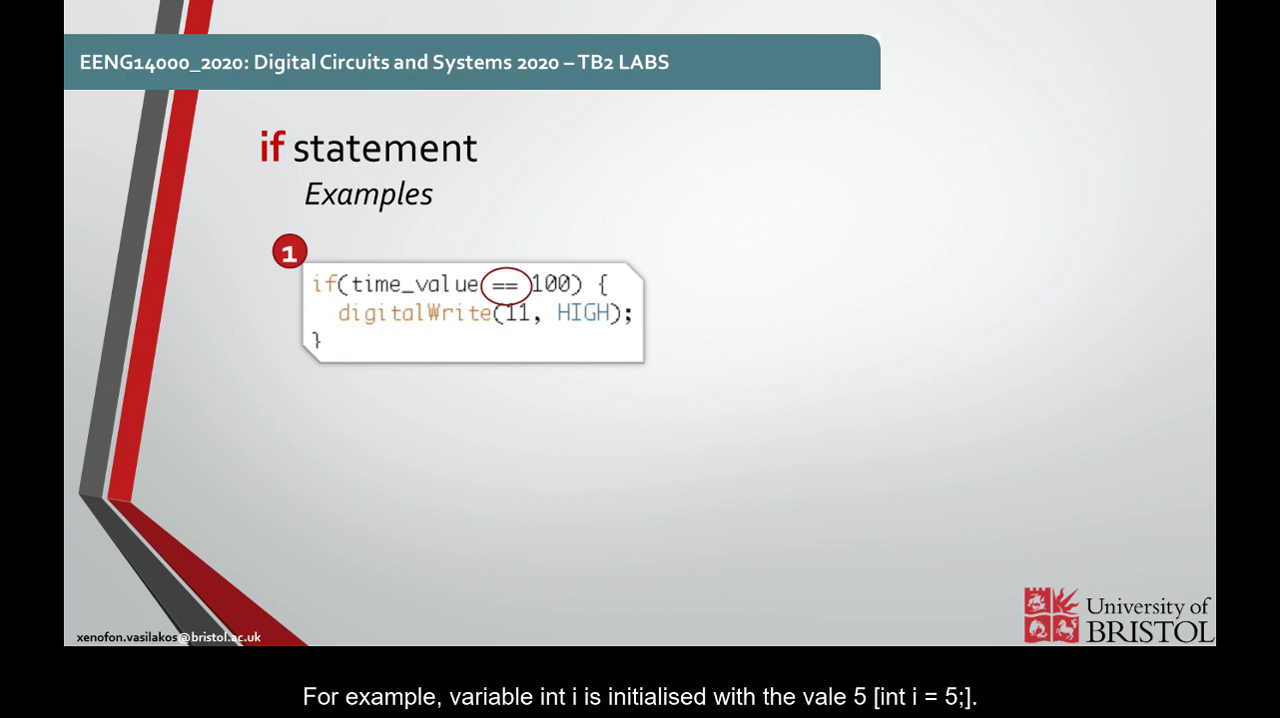 EENG14000_2020: Digital Circuits and Systems 2020 – TB2 LABS
if statement
Examples
1
if(time_value == 100) {
digitalWrite(11, HIGH);
}
University of
BRISTOL
xenofon.vasilakos@bristol.ac.uk
For example, variable int i is initialised with the vale 5 [int i = 5;].